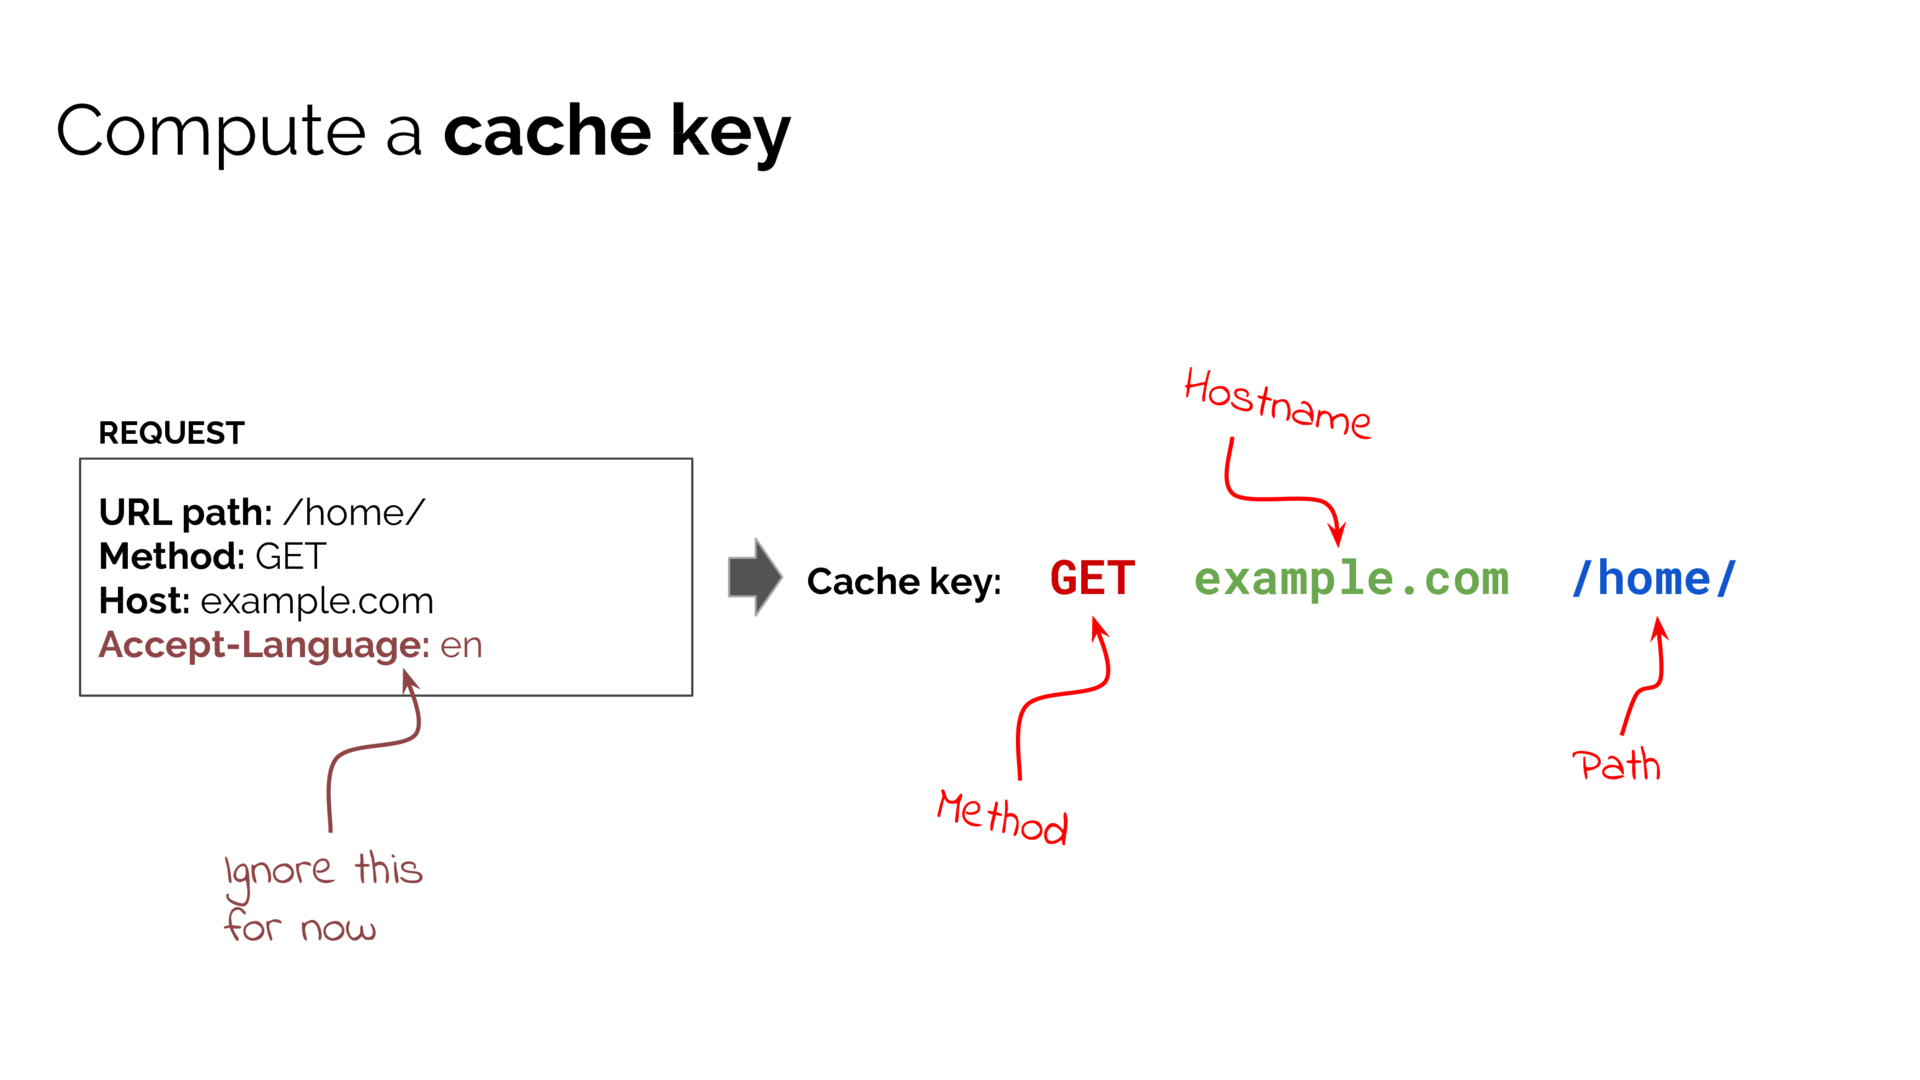 Compute a cache key
REQUEST
URL path: /home/
Method: GET
Host: example.com
Accept-Language: en
Ignore this
for now
Cache key: GET example.com /home/
Hostname
Method
Path